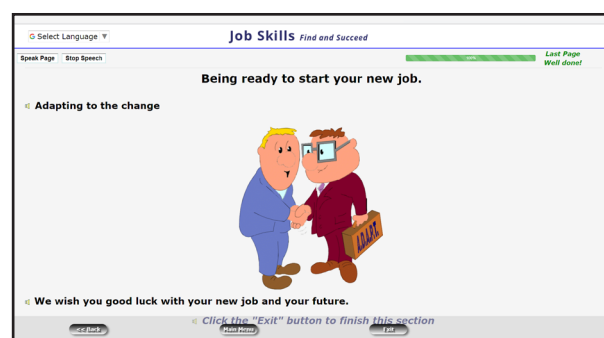 G Select Language ▼
Job Skills Find and Succeed
Speak Page Stop Speech
Last Page
Well done!
Being ready to start your new job.
Adapting to the change
ADAPT
We wish you good luck with your new job and your future.
Click the "Exit" button to finish this section
<< Back Main Menu Exit